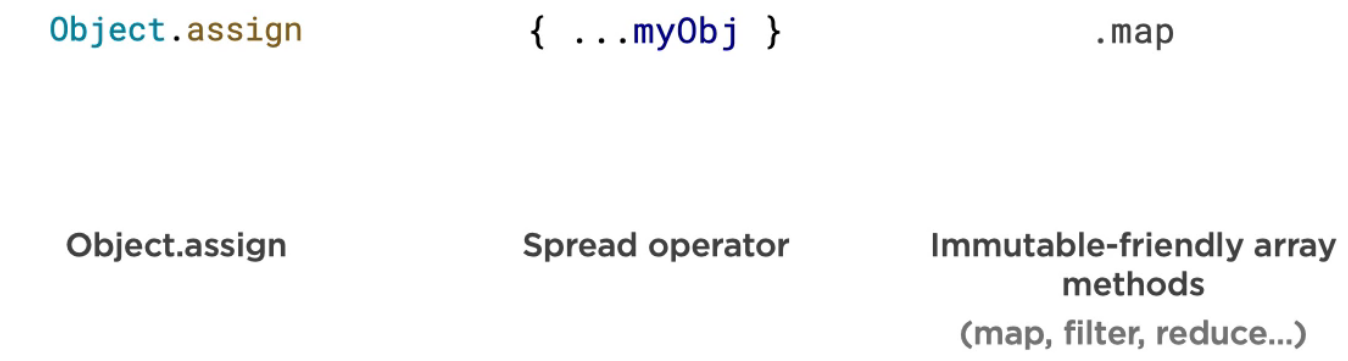 Object.assign
{ ...myObj }
.map
Object.assign
Spread operator
Immutable-friendly array
methods
(map, filter, reduce...)